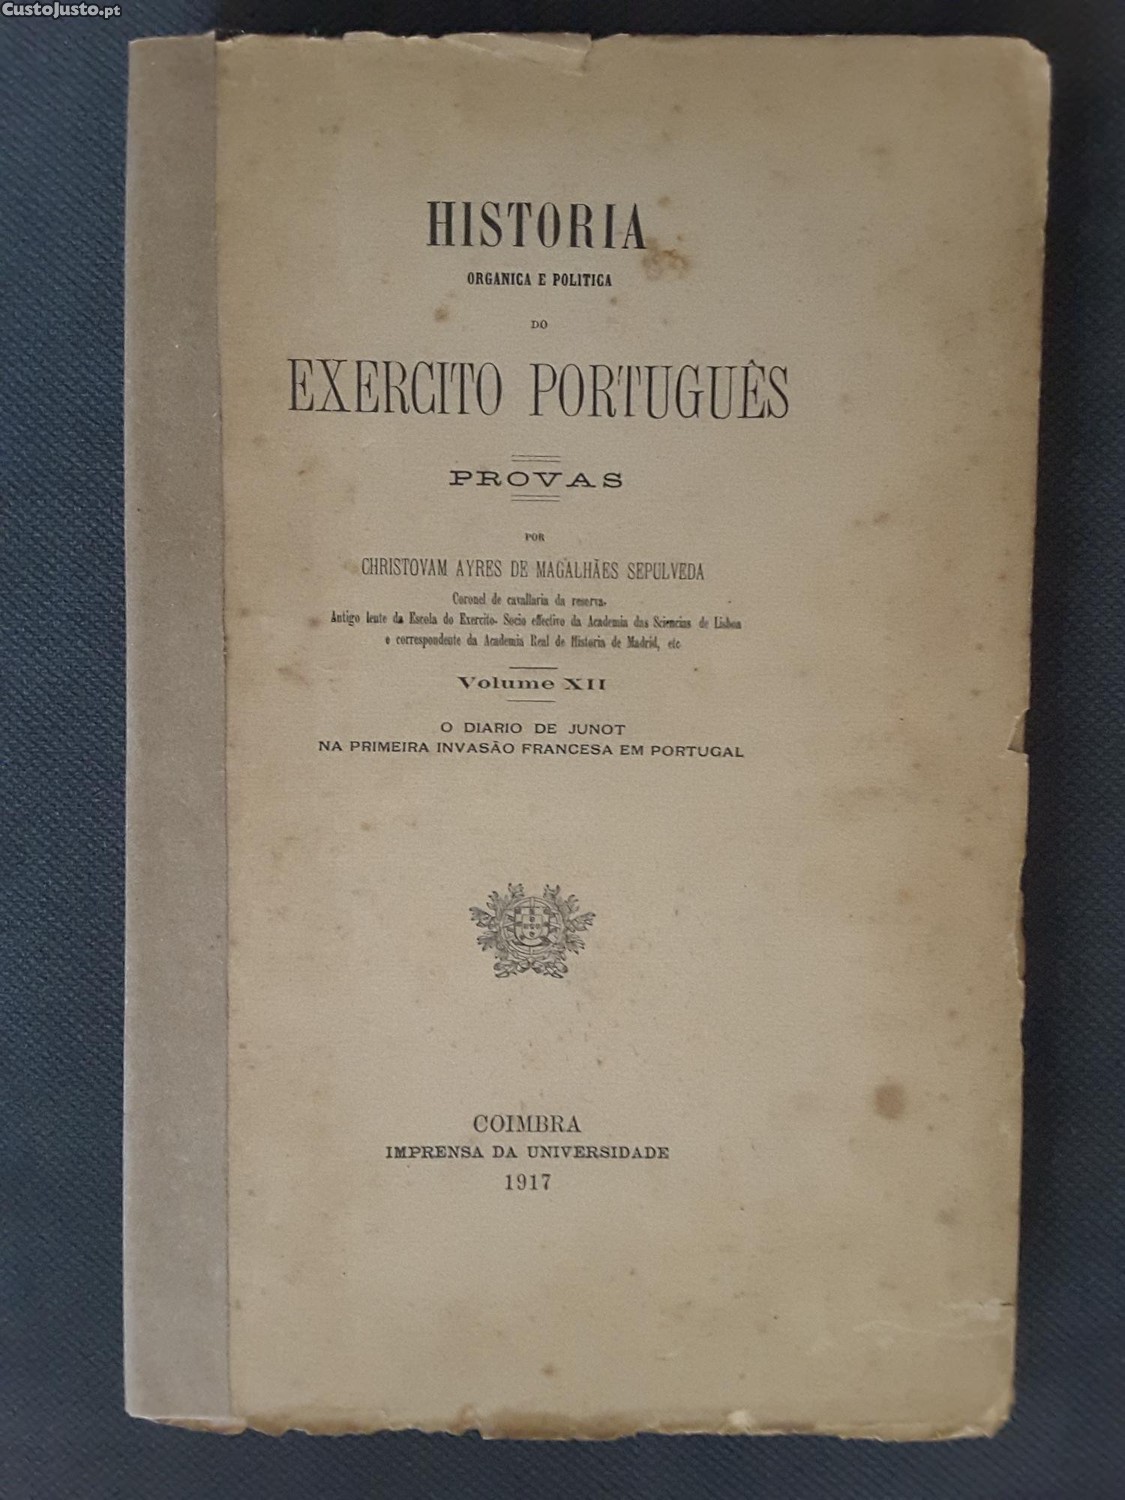 CustoJusto.pt
HISTORIA
ORGANICA E POLITICA
DO
EXERCITO PORTUGUÊS
PROVAS
POR
CHRISTOVAM AYRES DE MAGALHÃES SEPULVEDA
Coronel de cavallaria da reserva.
Antigo lente da Escola do Exercito. Socio effectivo da Academia das Sciencias de Lisboa
e correspondente da Academia Real de Historia de Madrid, etc
Volume XII
O DIARIO DE JUNOT
NA PRIMEIRA INVASÃO FRANCESA EM PORTUGAL
COIMBRA
IMPRENSA DA UNIVERSIDADE
1917